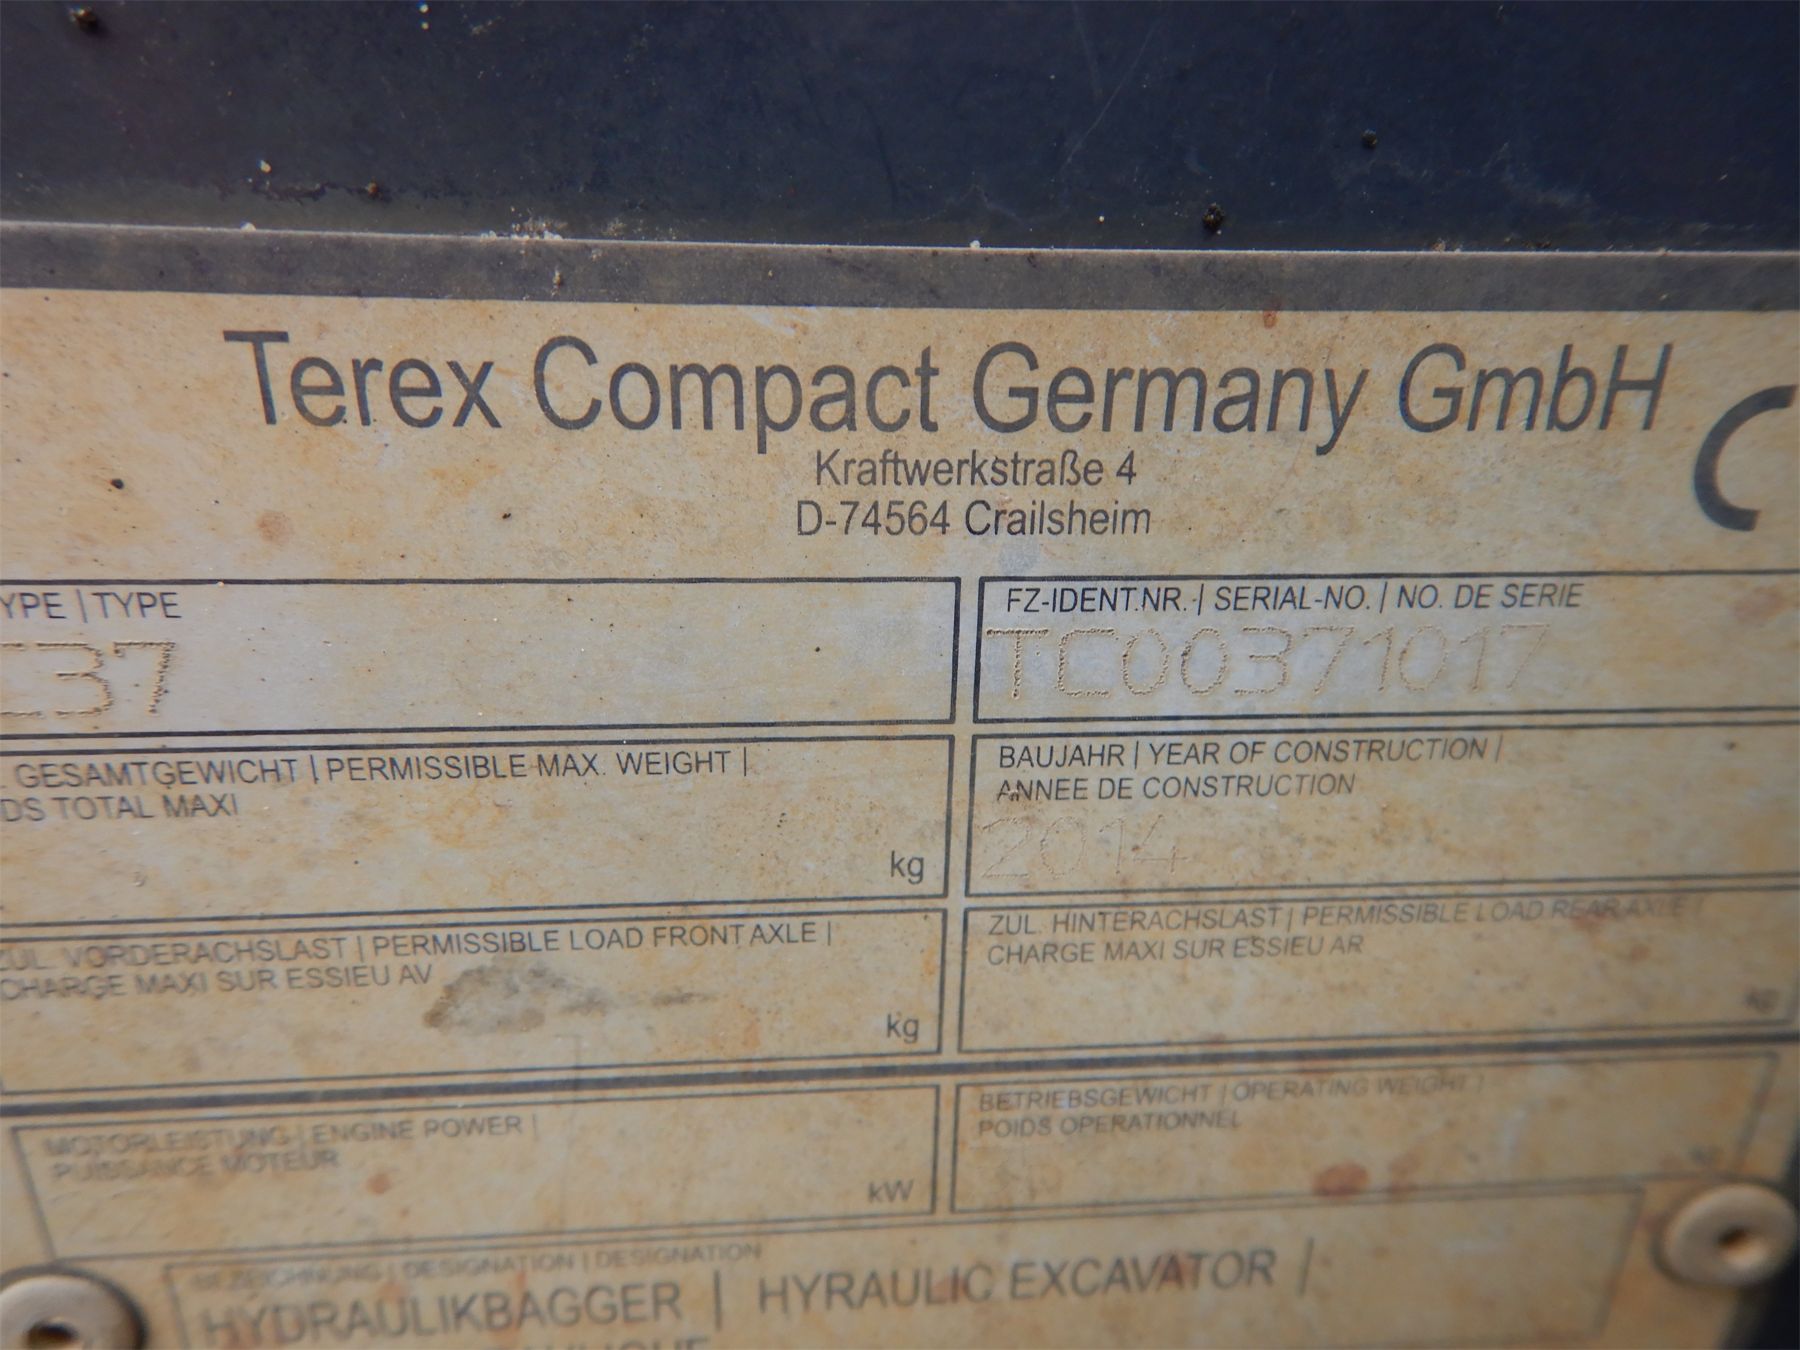 Terex Compact Germany GmbH
Kraftwerkstraße 4
D-74564 Crailsheim
C
YPE | TYPE
C37
FZ-IDENT.NR. | SERIAL-NO. | NO. DE SERIE
TC00371017
. GESAMTGEWICHT | PERMISSIBLE MAX. WEIGHT |
DS TOTAL MAXI
kg
BAUJAHR | YEAR OF CONSTRUCTION |
ANNEE DE CONSTRUCTION
2014
ZUL. VORDERACHSLAST | PERMISSIBLE LOAD FRONT AXLE |
CHARGE MAXI SUR ESSIEU AV
kg
ZUL. HINTERACHSLAST | PERMISSIBLE LOAD REAR AXLE |
CHARGE MAXI SUR ESSIEU AR
kg
MOTORLEISTUNG | ENGINE POWER |
PUISSANCE MOTEUR
kW
BETRIEBSGEWICHT | OPERATING WEIGHT |
POIDS OPERATIONNEL
BEZEICHNUNG | DESIGNATION | DESIGNATION
HYDRAULIKBAGGER | HYRAULIC EXCAVATOR |